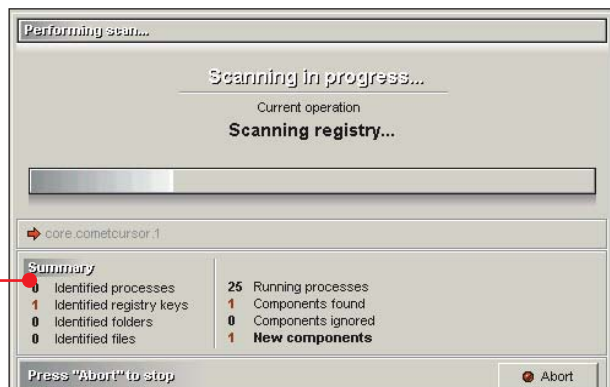 Performing scan...
Scanning in progress...
Current operation
Scanning registry...
core.cometcursor.1
Summary
0 Identified processes
1 Identified registry keys
0 Identified folders
0 Identified files
25 Running processes
1 Components found
0 Components ignored
1 New components
Press "Abort" to stop
Abort